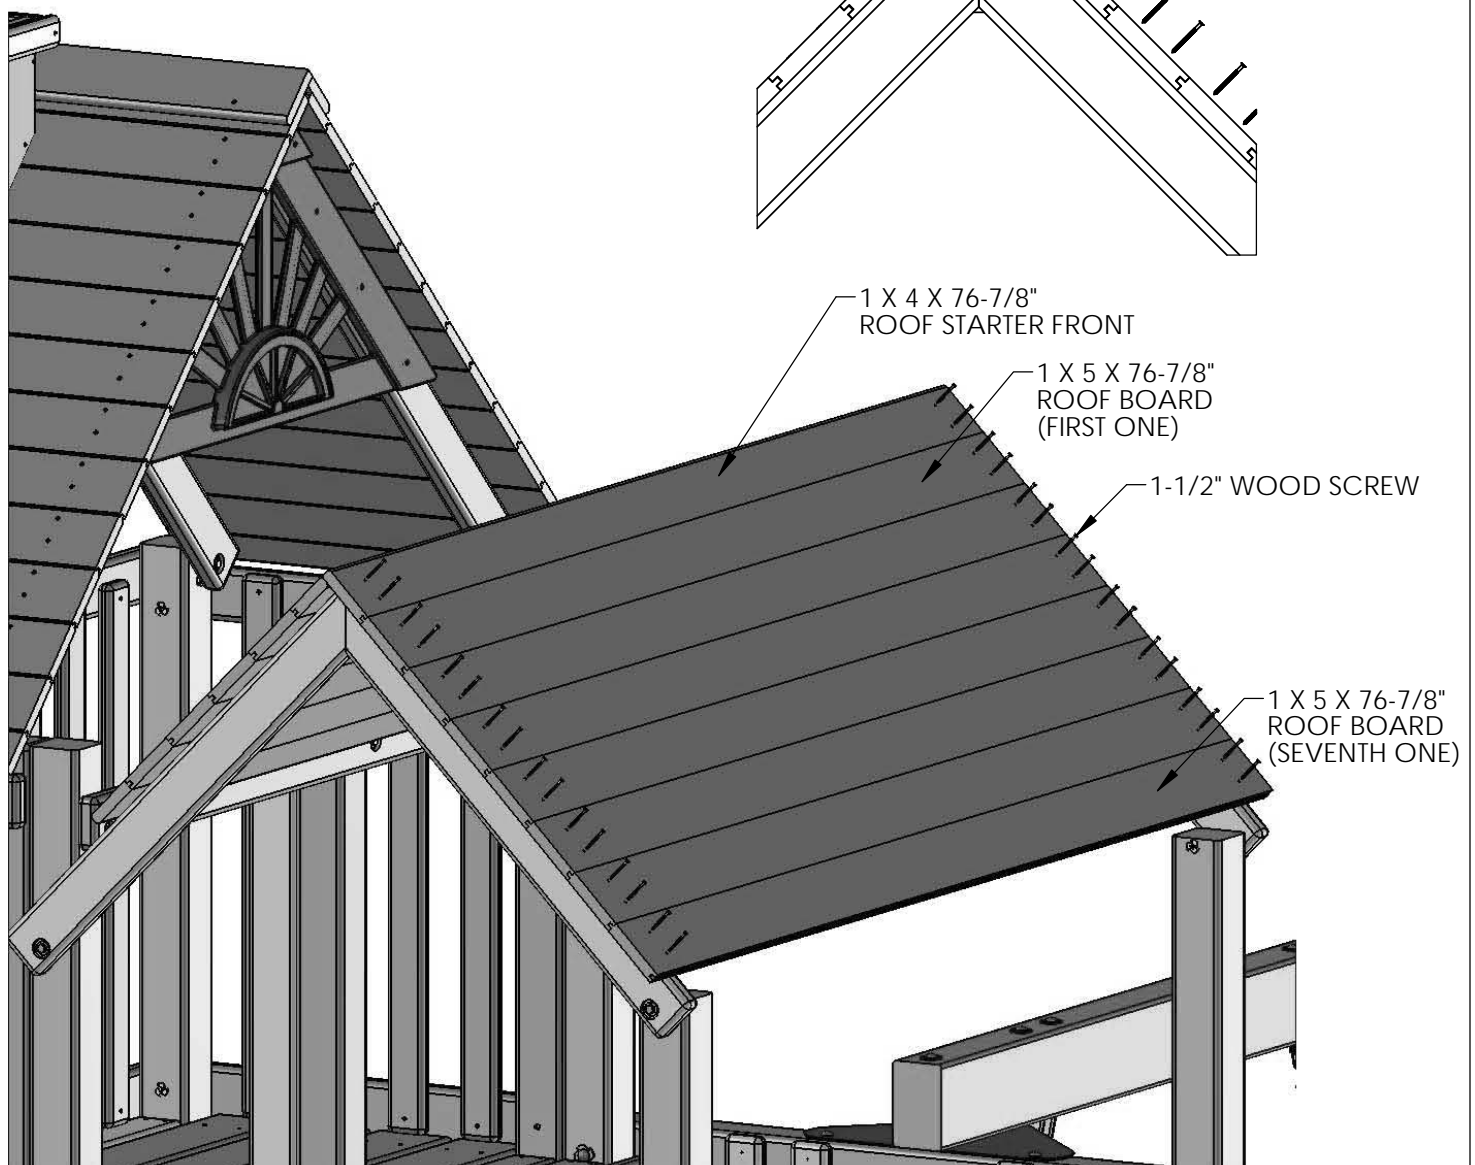 1 X 4 X 76-7/8"
ROOF STARTER FRONT
1 X 5 X 76-7/8"
ROOF BOARD
(FIRST ONE)
1-1/2" WOOD SCREW
1 X 5 X 76-7/8"
ROOF BOARD
(SEVENTH ONE)